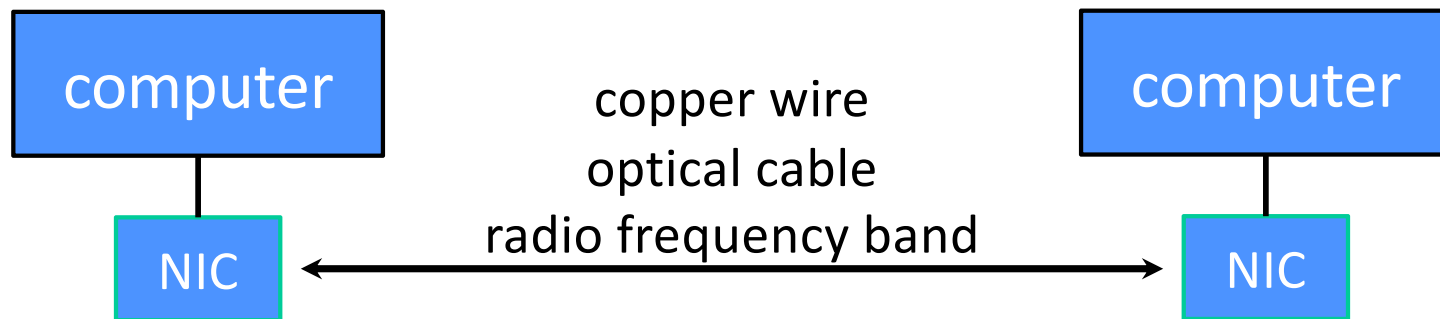 computer
computer
copper wire
optical cable
radio frequency band
NIC
NIC